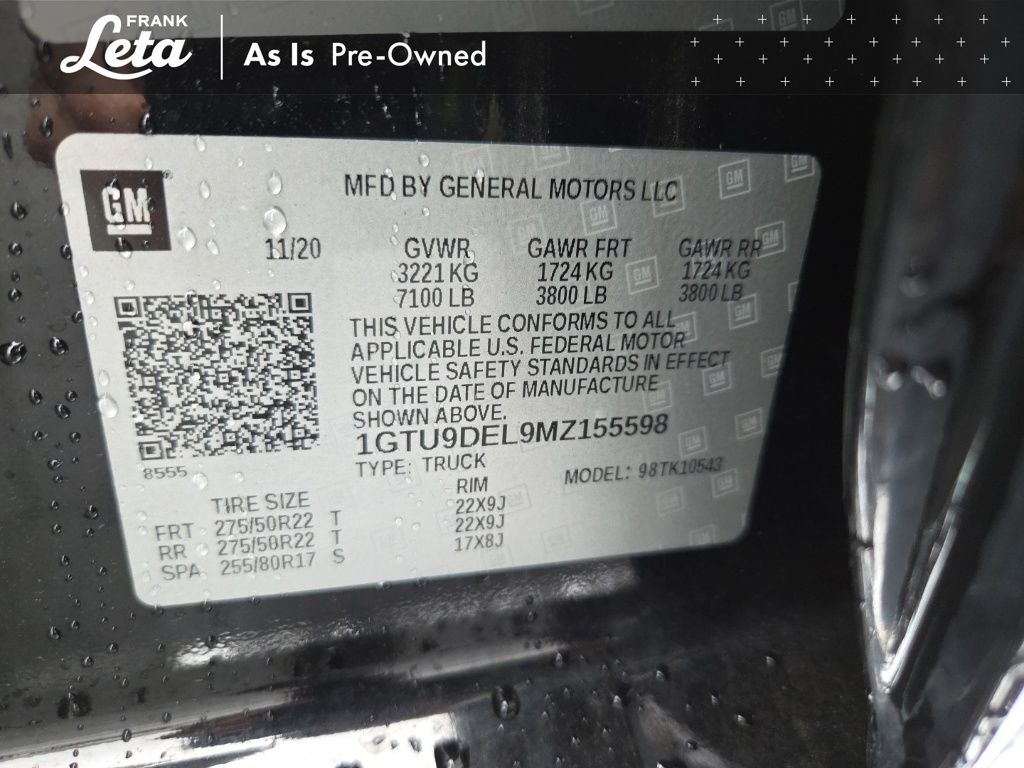 FRANK
Leta
As Is Pre-Owned
GM
MFD BY GENERAL MOTORS LLC
11/20 GVWR GAWR FRT GAWR RR
3221 KG 1724 KG 1724 KG
7100 LB 3800 LB 3800 LB
THIS VEHICLE CONFORMS TO ALL
APPLICABLE U.S. FEDERAL MOTOR
VEHICLE SAFETY STANDARDS IN EFFECT
ON THE DATE OF MANUFACTURE
SHOWN ABOVE.
1GTU9DEL9MZ155598
8555 TYPE: TRUCK MODEL: 98TK10543
TIRE SIZE RIM
FRT 275/50R22 T 22X9J
RR 275/50R22 T 22X9J
SPA 255/80R17 S 17X8J